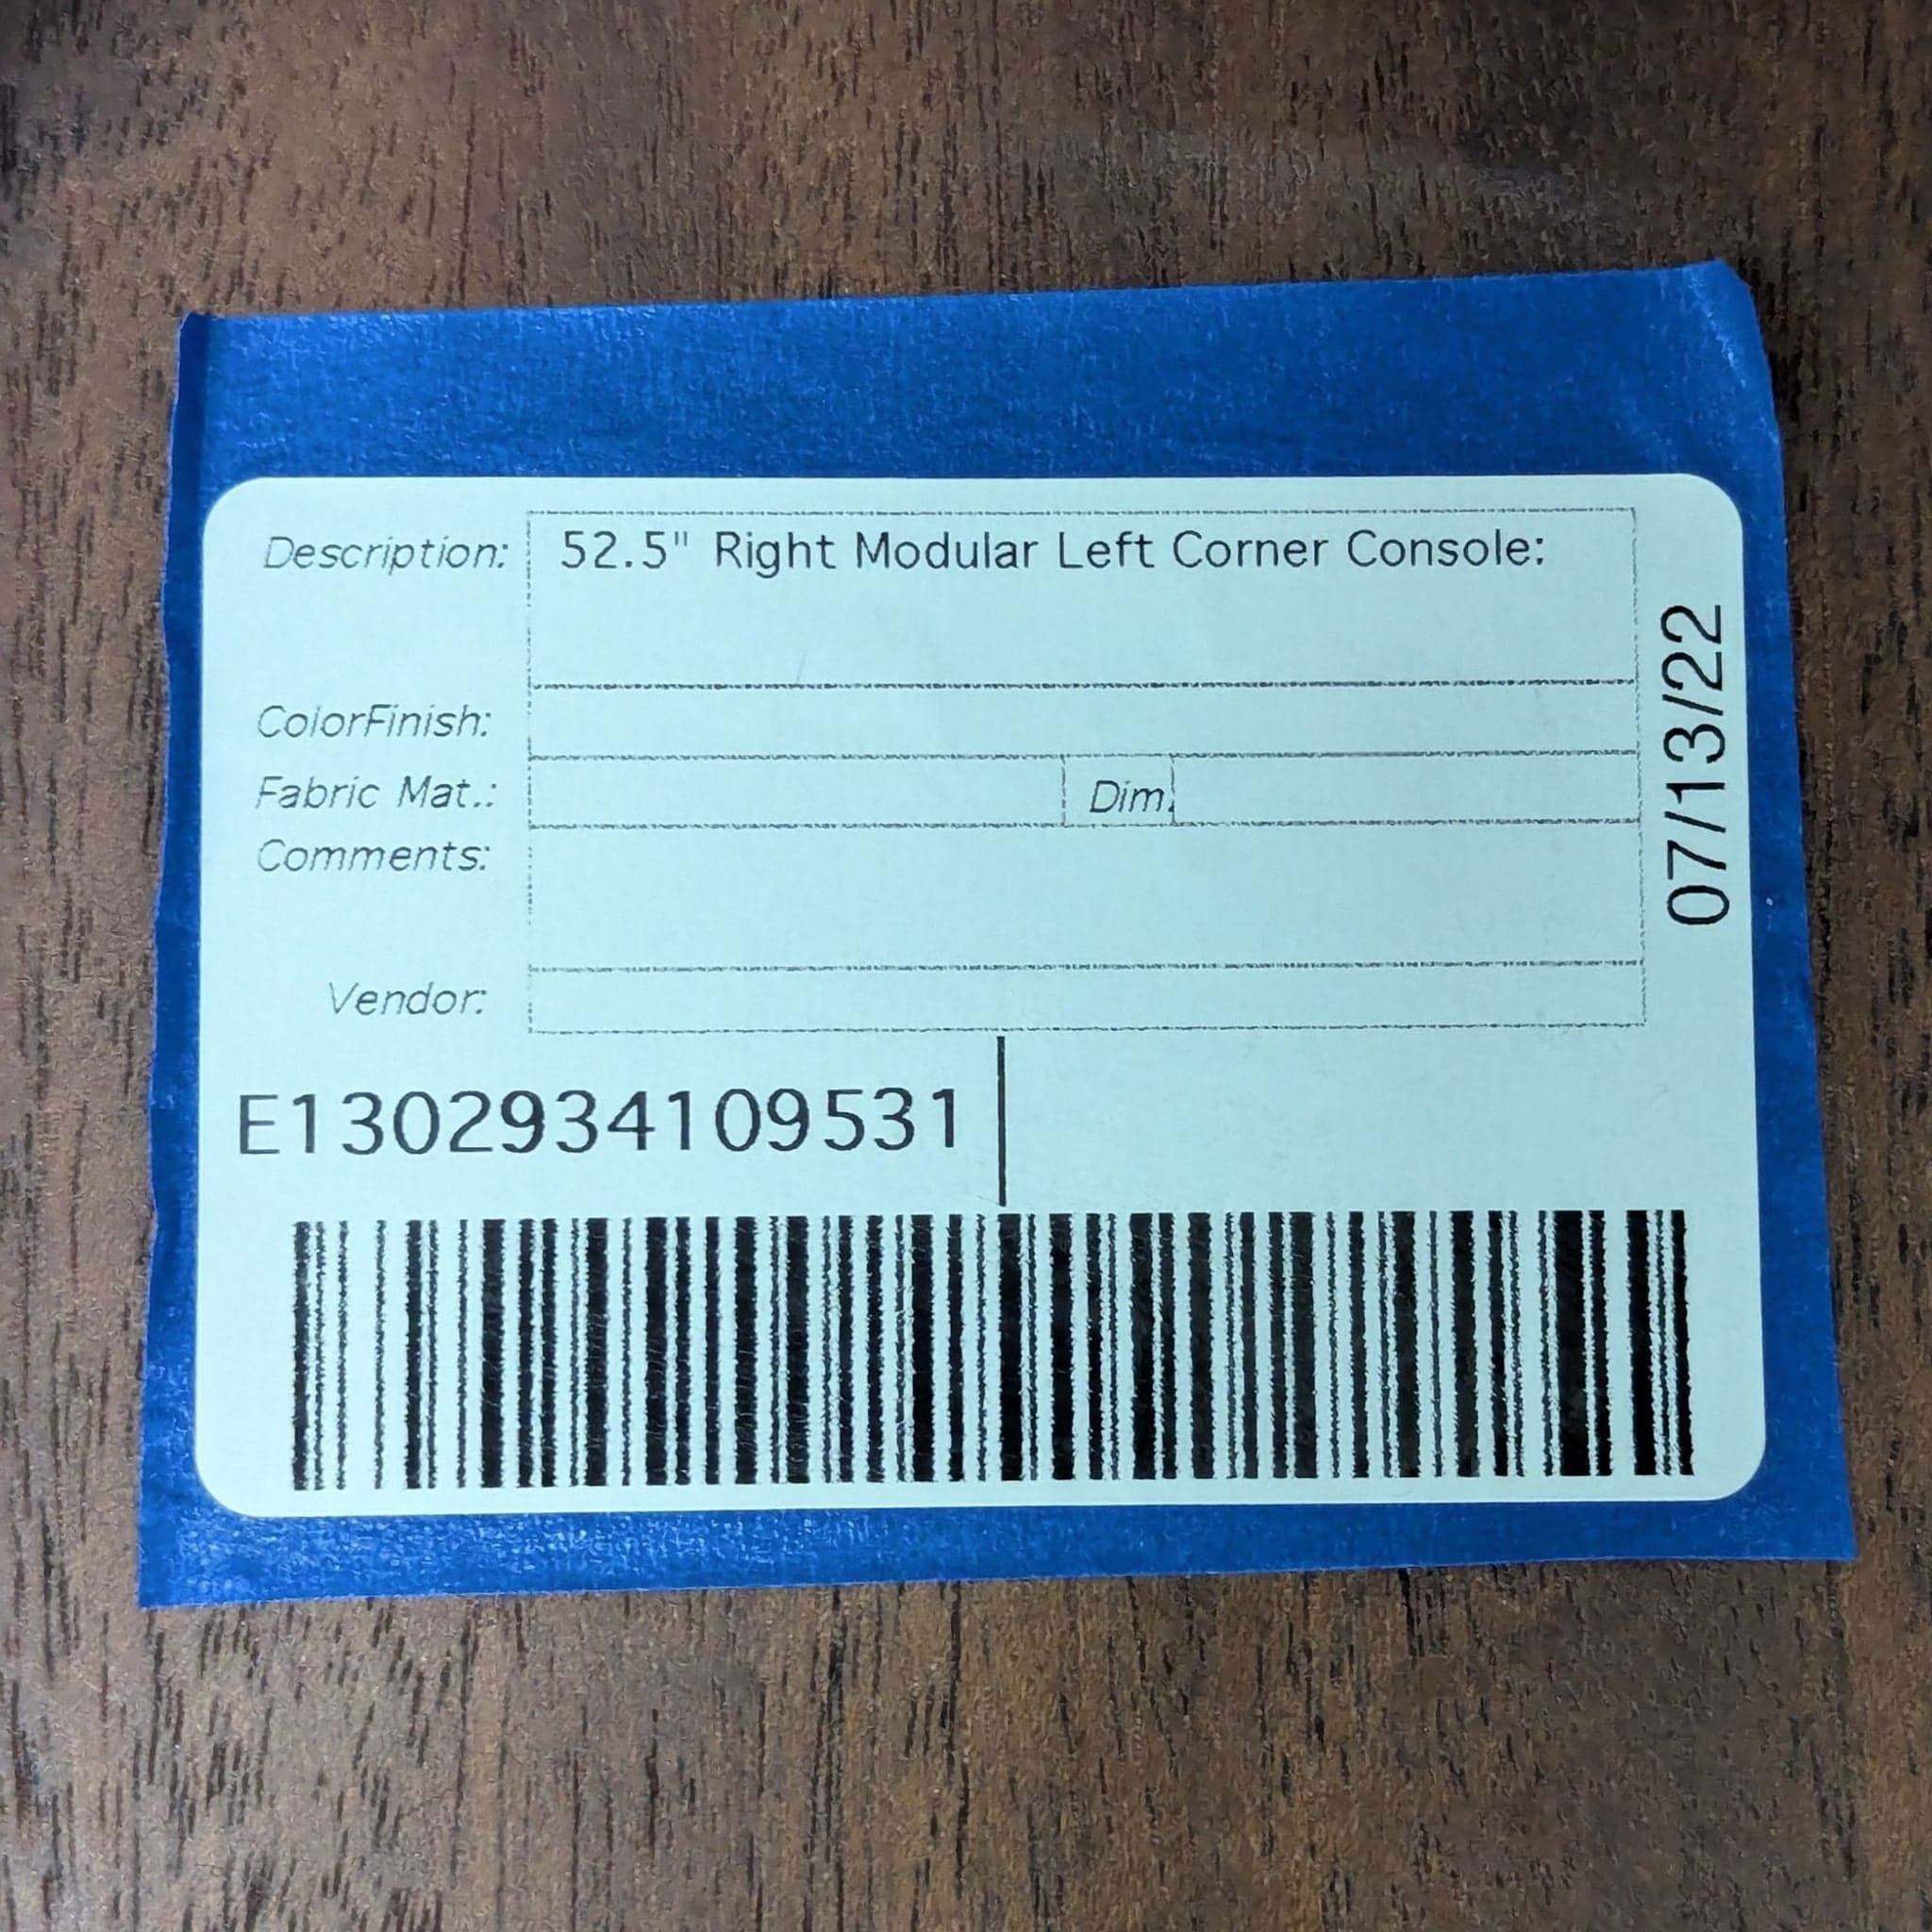 Description: 52.5" Right Modular Left Corner Console:
ColorFinish:
Fabric Mat.: Dim.
Comments:
Vendor:
07/13/22
E1302934109531